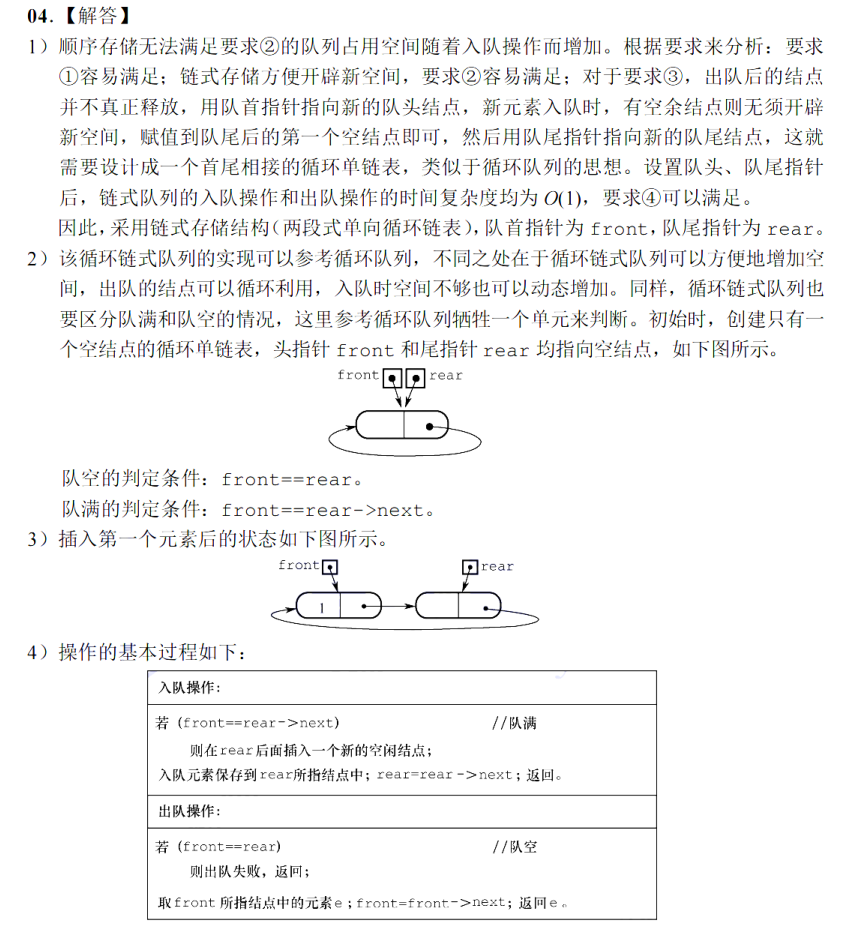 04.【解答】
1）顺序存储无法满足要求②的队列占用空间随着入队操作而增加。根据要求来分析：要求
①容易满足；链式存储方便开辟新空间，要求②容易满足；对于要求③，出队后的结点
并不真正释放，用队首指针指向新的队头结点，新元素入队时，有空余结点则无须开辟
新空间，赋值到队尾后的第一个空结点即可，然后用队尾指针指向新的队尾结点，这就
需要设计成一个首尾相接的循环单链表，类似于循环队列的思想。设置队头、队尾指针
后，链式队列的入队操作和出队操作的时间复杂度均为 O(1)，要求④可以满足。
因此，采用链式存储结构（两段式单向循环链表），队首指针为 front，队尾指针为 rear。
2）该循环链式队列的实现可以参考循环队列，不同之处在于循环链式队列可以方便地增加空
间，出队的结点可以循环利用，入队时空间不够也可以动态增加。同样，循环链式队列也
要区分队满和队空的情况，这里参考循环队列牺牲一个单元来判断。初始时，创建只有一
个空结点的循环单链表，头指针 front 和尾指针 rear 均指向空结点，如下图所示。
front rear
队空的判定条件：front==rear。
队满的判定条件：front==rear->next。
3）插入第一个元素后的状态如下图所示。
front rear
1
4）操作的基本过程如下：
入队操作：
若 (front==rear->next) //队满
则在rear后面插入一个新的空闲结点；
入队元素保存到rear所指结点中；rear=rear->next；返回。
出队操作：
若 (front==rear) //队空
则出队失败，返回；
取front 所指结点中的元素e；front=front->next；返回e。